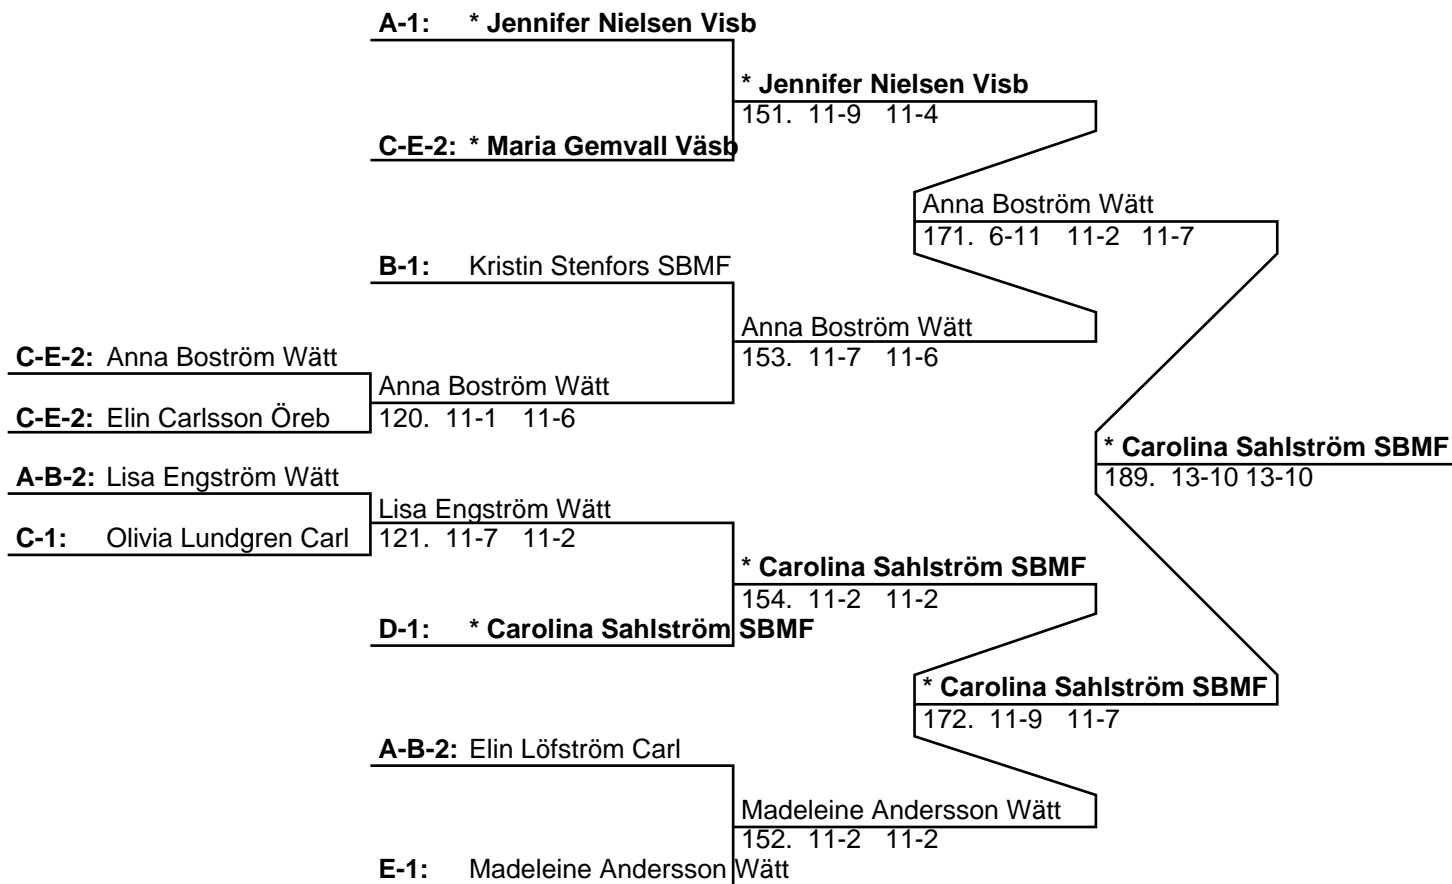 A-1: * Jennifer Nielsen Visb
* Jennifer Nielsen Visb
151. 11-9 11-4
C-E-2: * Maria Gemvall Väsb
Anna Boström Wätt
171. 6-11 11-2 11-7
B-1: Kristin Stenfors SBMF
Anna Boström Wätt
153. 11-7 11-6
C-E-2: Anna Boström Wätt
Anna Boström Wätt
120. 11-1 11-6
C-E-2: Elin Carlsson Öreb
* Carolina Sahlström SBMF
189. 13-10 13-10
A-B-2: Lisa Engström Wätt
Lisa Engström Wätt
121. 11-7 11-2
C-1: Olivia Lundgren Carl
* Carolina Sahlström SBMF
154. 11-2 11-2
D-1: * Carolina Sahlström SBMF
* Carolina Sahlström SBMF
172. 11-9 11-7
A-B-2: Elin Löfström Carl
Madeleine Andersson Wätt
152. 11-2 11-2
E-1: Madeleine Andersson Wätt